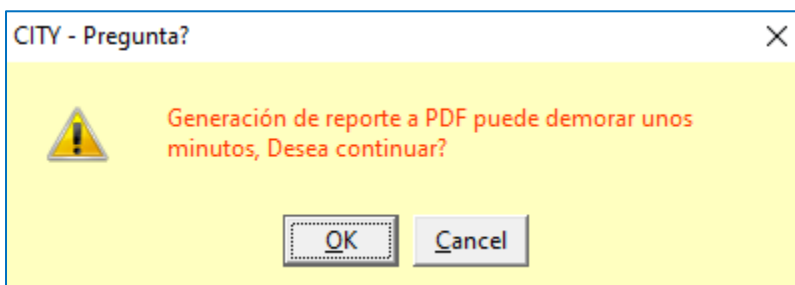 CITY - Pregunta?
Generación de reporte a PDF puede demorar unos
minutos, Desea continuar?
OK
Cancel